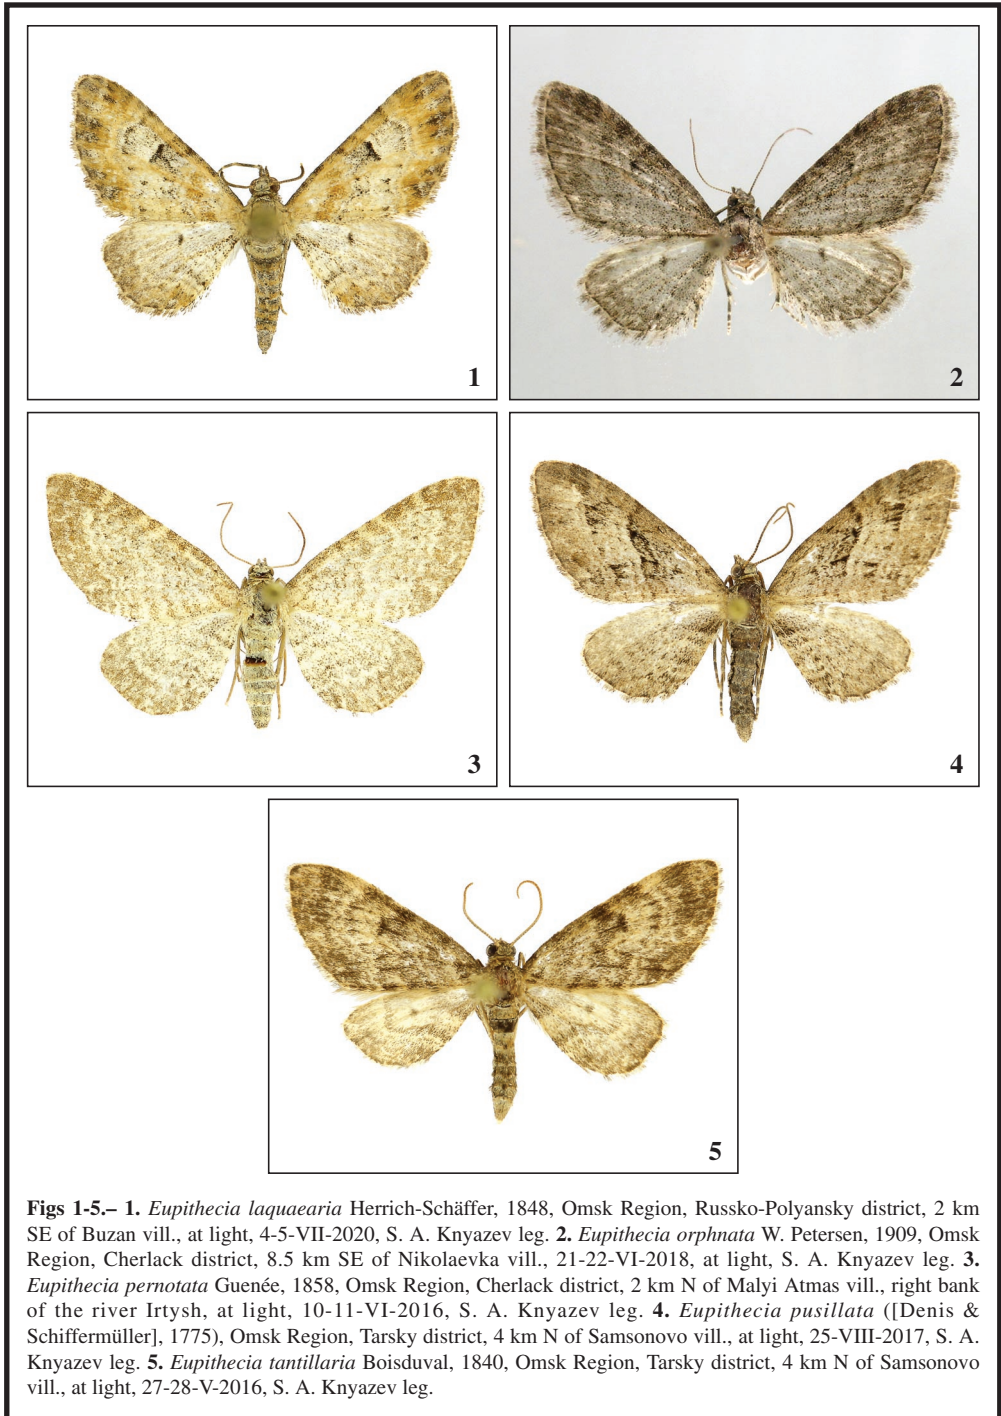 1
2
3
4
5
Figs 1-5.– 1. Eupithecia laquaearia Herrich-Schäffer, 1848, Omsk Region, Russko-Polyansky district, 2 km
SE of Buzan vill., at light, 4-5-VII-2020, S. A. Knyazev leg. 2. Eupithecia orphnata W. Petersen, 1909, Omsk
Region, Cherlack district, 8.5 km SE of Nikolaevka vill., 21-22-VI-2018, at light, S. A. Knyazev leg. 3.
Eupithecia pernotata Guenée, 1858, Omsk Region, Cherlack district, 2 km N of Malyi Atmas vill., right bank
of the river Irtysh, at light, 10-11-VI-2016, S. A. Knyazev leg. 4. Eupithecia pusillata ([Denis &
Schiffermüller], 1775), Omsk Region, Tarsky district, 4 km N of Samsonovo vill., at light, 25-VIII-2017, S. A.
Knyazev leg. 5. Eupithecia tantillaria Boisduval, 1840, Omsk Region, Tarsky district, 4 km N of Samsonovo
vill., at light, 27-28-V-2016, S. A. Knyazev leg.